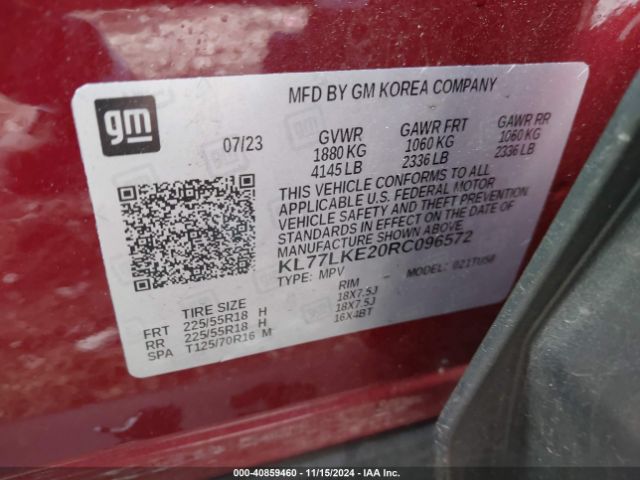 MFD BY GM KOREA COMPANY
gm
07/23
GVWR GAWR FRT GAWR RR
1880 KG 1060 KG 1060 KG
4145 LB 2336 LB 2336 LB
THIS VEHICLE CONFORMS TO ALL
APPLICABLE U.S. FEDERAL MOTOR
VEHICLE SAFETY AND THEFT PREVENTION
STANDARDS IN EFFECT ON THE DATE OF
MANUFACTURE SHOWN ABOVE.
KL77LKE20RC096572
TYPE: MPV MODEL: 021TU58
TIRE SIZE RIM
FRT 225/55R18 H 18X7.5J
RR 225/55R18 H 18X7.5J
SPA T125/70R16 M 16X4BT
000-40859460 - 11/15/2024 - IAA Inc.